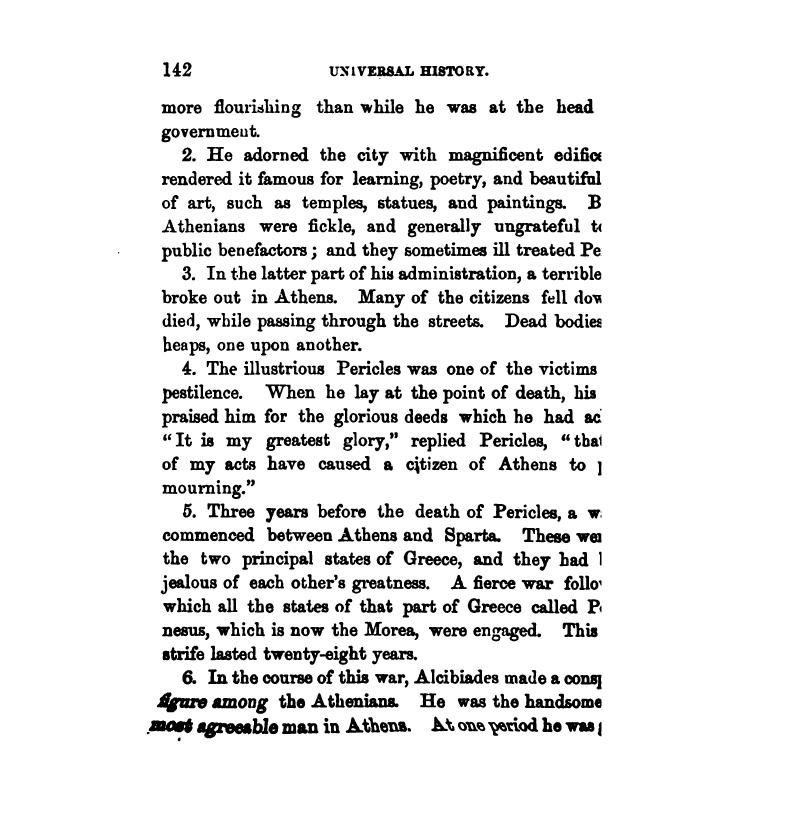 142 UNIVERSAL HISTORY.
more flourishing than while he was at the head
government.
2. He adorned the city with magnificent
rendered it famous for learning, poetry, and beautiful
of art, such as temples, statues, and paintings. B
Athenians were fickle, and generally ungrateful
public benefactors; and they sometimes ill treated Pe
3. In the latter part of his administration, a terrible
broke out in Athens. Many of the citizens fell
died, while passing through the streets. Dead bodies
heaps, one upon another.
4. The illustrious Pericles was one of the victims
pestilence. When he lay at the point of death, his
praised him for the glorious deeds which he had ac
"It is my greatest glory," replied Pericles, "that
of my acts have caused a citizen of Athens to
mourning."
5. Three years before the death of Pericles, a
commenced between Athens and Sparta. These
the two principal states of Greece, and they had
jealous of each other's greatness. A fierce war follo
which all the states of that part of Greece called
nesus, which is now the Morea, were engaged. This
strife lasted twenty-eight years.
6. In the course of this war, Alcibiades made a
figure among the Athenians. He was the handsome
most agreeable man in Athens. At one period he was